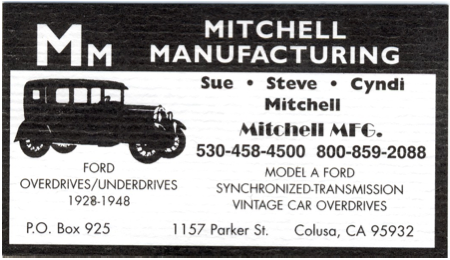 MM
MITCHELL
MANUFACTURING
Sue • Steve • Cyndi
Mitchell
Mitchell MFG.
530-458-4500 800-859-2088
FORD
OVERDRIVES/UNDERDRIVES
1928-1948
MODEL A FORD
SYNCHRONIZED-TRANSMISSION
VINTAGE CAR OVERDRIVES
P.O. Box 925 1157 Parker St. Colusa, CA 95932